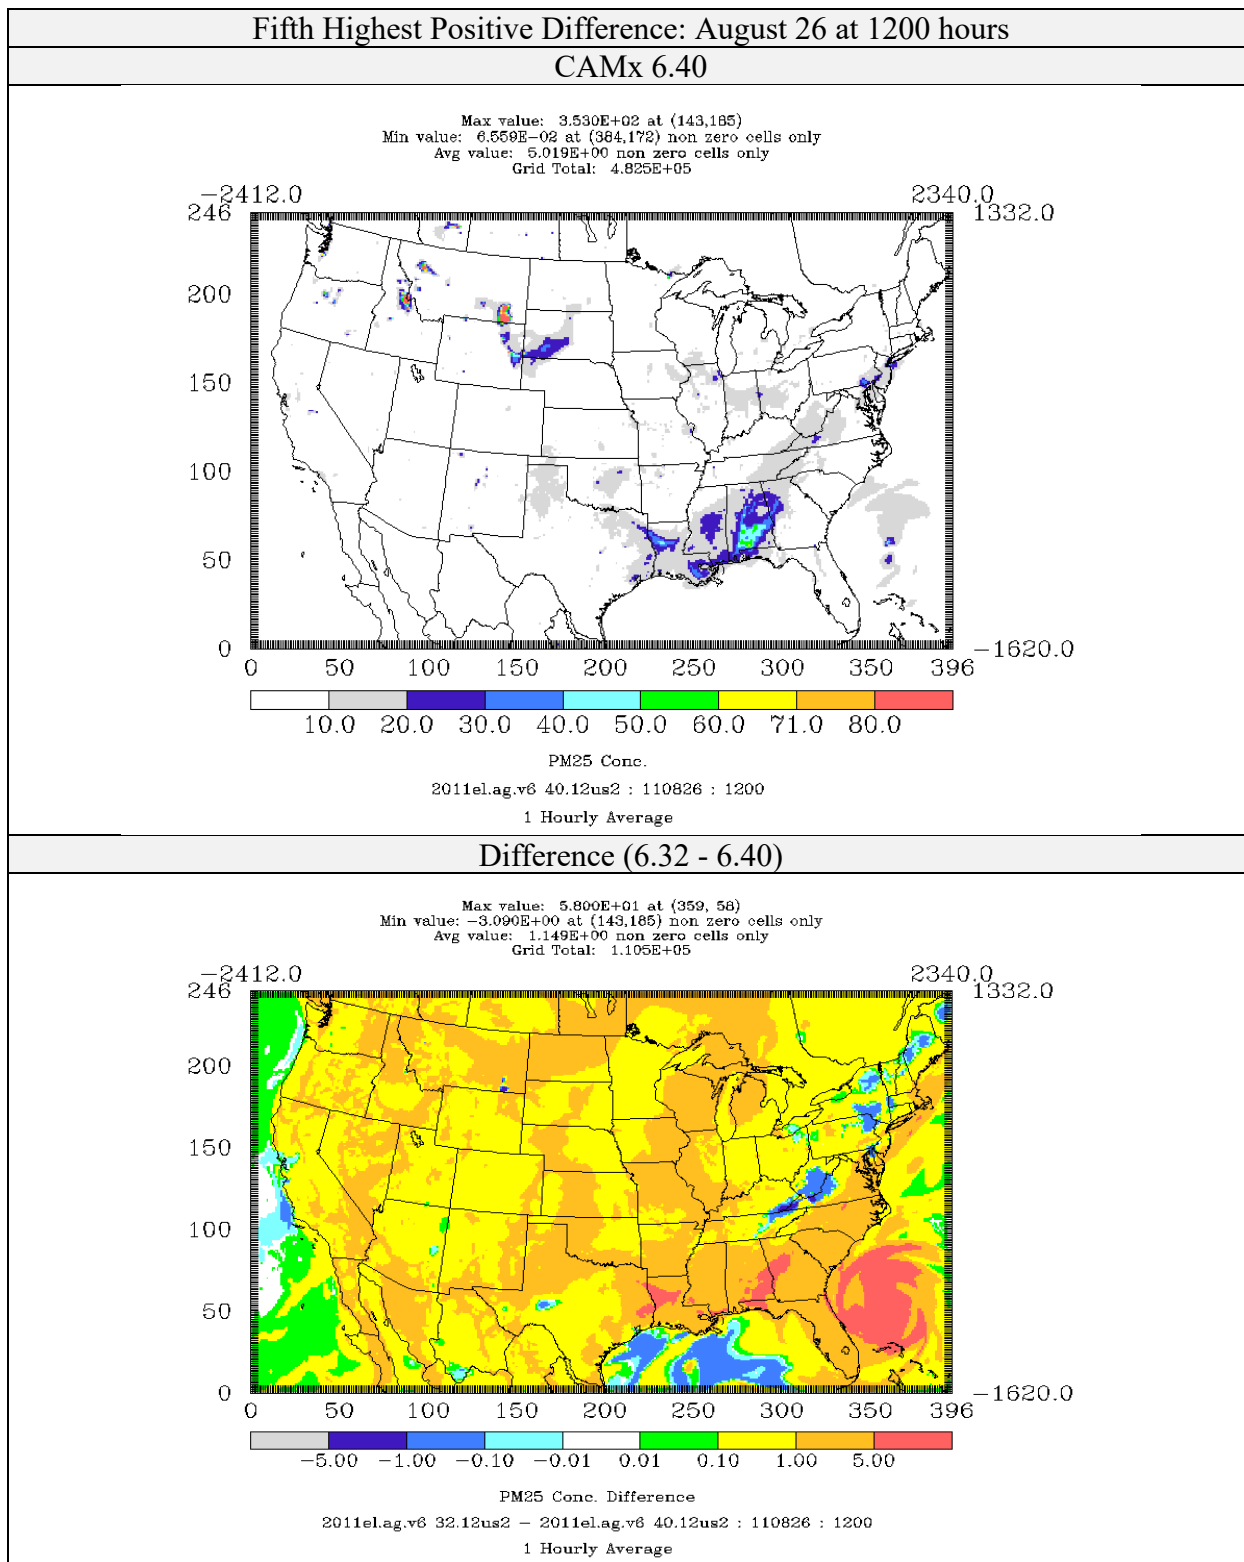 Fifth Highest Positive Difference: August 26 at 1200 hours
CAMx 6.40
Max value: 3.530E+02 at (143,185)
Min value: 6.559E-02 at (384,172) non zero cells only
Avg value: 5.019E+00 non zero cells only
Grid Total: 4.825E+05
-2412.0 2340.0
246 1332.0
200
150
100
50
0 -1620.0
0 50 100 150 200 250 300 350 396
10.0 20.0 30.0 40.0 50.0 60.0 71.0 80.0
PM25 Conc.
2011el.ag.v6 40.12us2 : 110826 : 1200
1 Hourly Average
Difference (6.32 - 6.40)
Max value: 5.800E+01 at (359, 58)
Min value: -3.090E+00 at (143,185) non zero cells only
Avg value: 1.149E+00 non zero cells only
Grid Total: 1.105E+05
-2412.0 2340.0
246 1332.0
200
150
100
50
0 -1620.0
0 50 100 150 200 250 300 350 396
-5.00 -1.00 -0.10 -0.01 0.01 0.10 1.00 5.00
PM25 Conc. Difference
2011el.ag.v6 32.12us2 - 2011el.ag.v6 40.12us2 : 110826 : 1200
1 Hourly Average